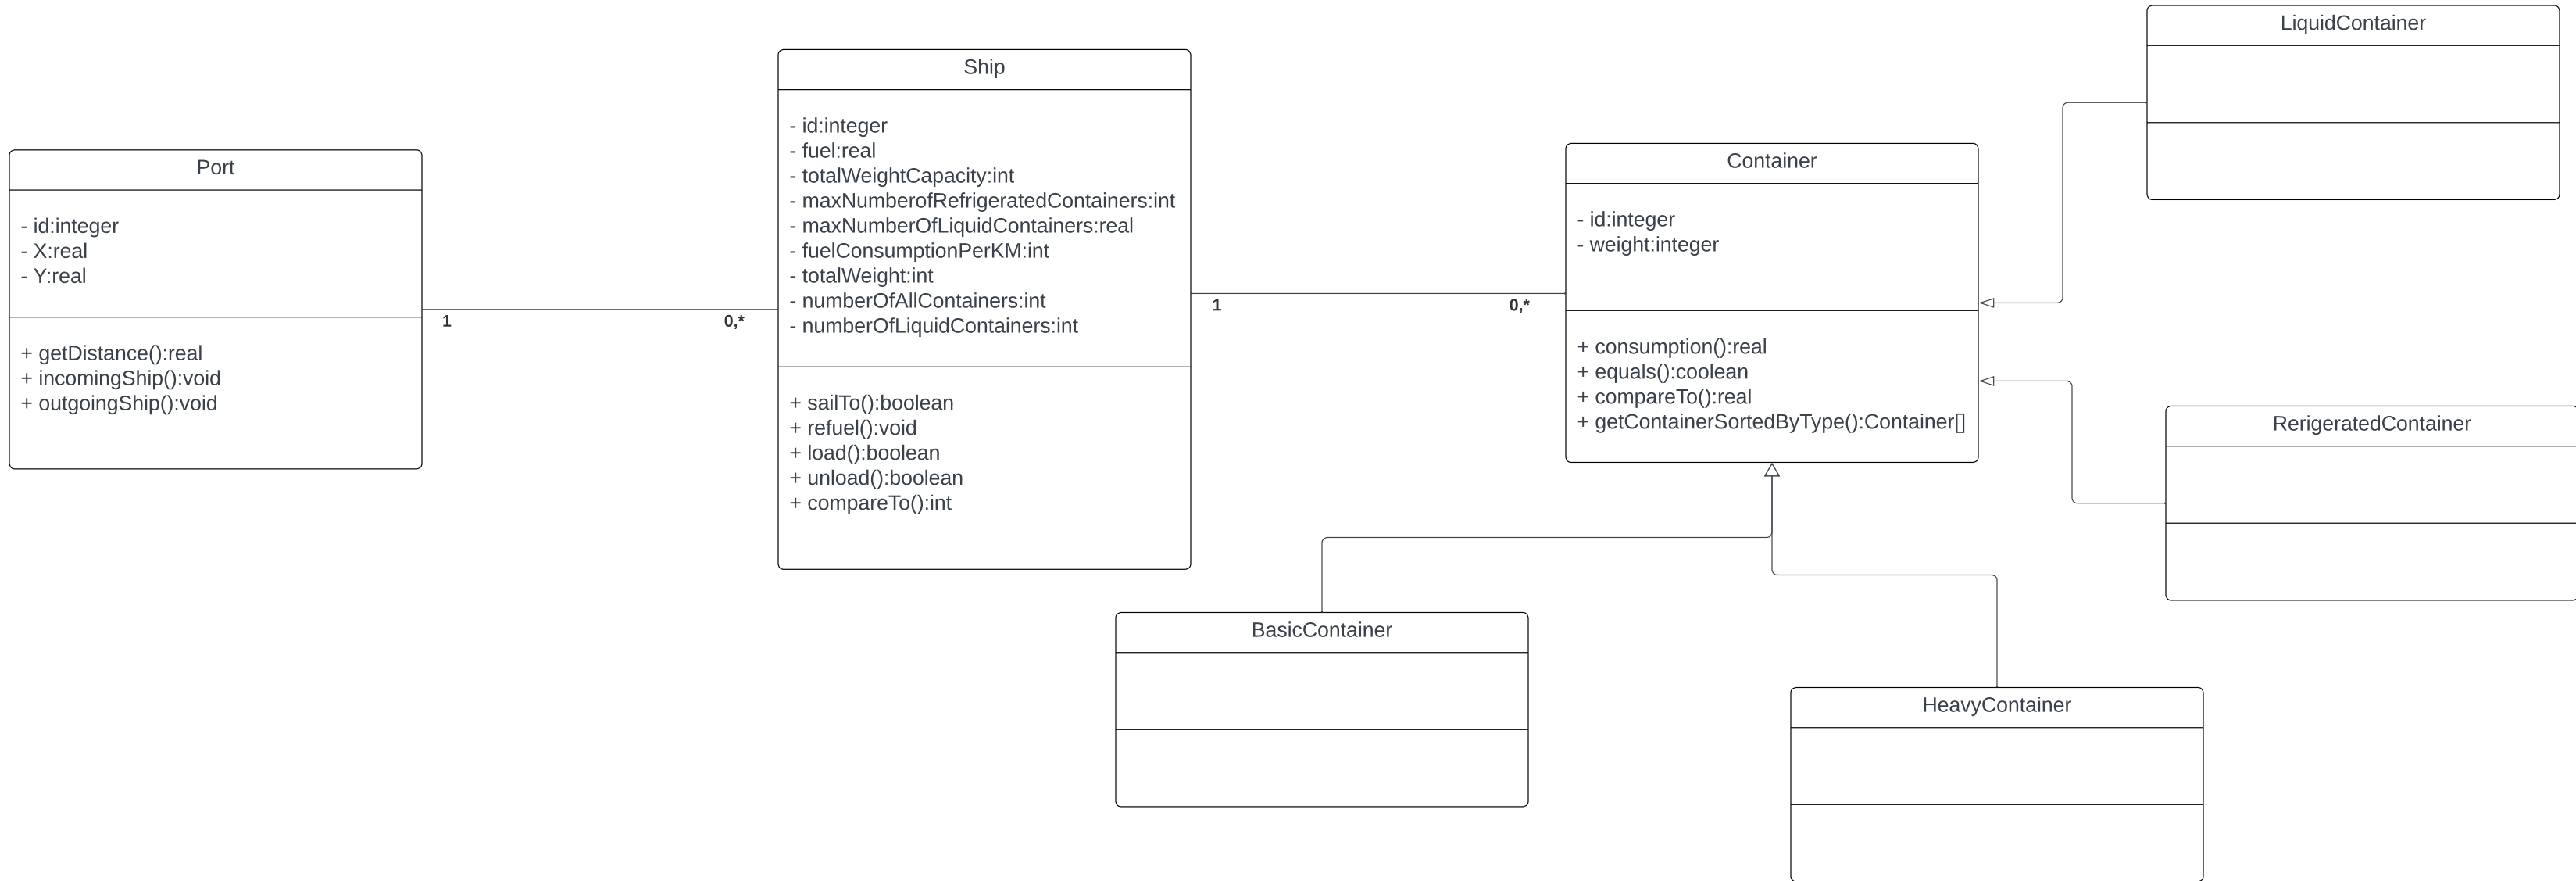 Port
- id:integer
- X:real
- Y:real
+ getDistance():real
+ incomingShip():void
+ outgoingShip():void
1
0,*
Ship
- id:integer
- fuel:real
- totalWeightCapacity:int
- maxNumberofRefrigeratedContainers:int
- maxNumberOfLiquidContainers:real
- fuelConsumptionPerKM:int
- totalWeight:int
- numberOfAllContainers:int
- numberOfLiquidContainers:int
+ sailTo():boolean
+ refuel():void
+ load():boolean
+ unload():boolean
+ compareTo():int
1
0,*
Container
- id:integer
- weight:integer
+ consumption():real
+ equals():coolean
+ compareTo():real
+ getContainerSortedByType():Container[]
LiquidContainer
RerigeratedContainer
BasicContainer
HeavyContainer